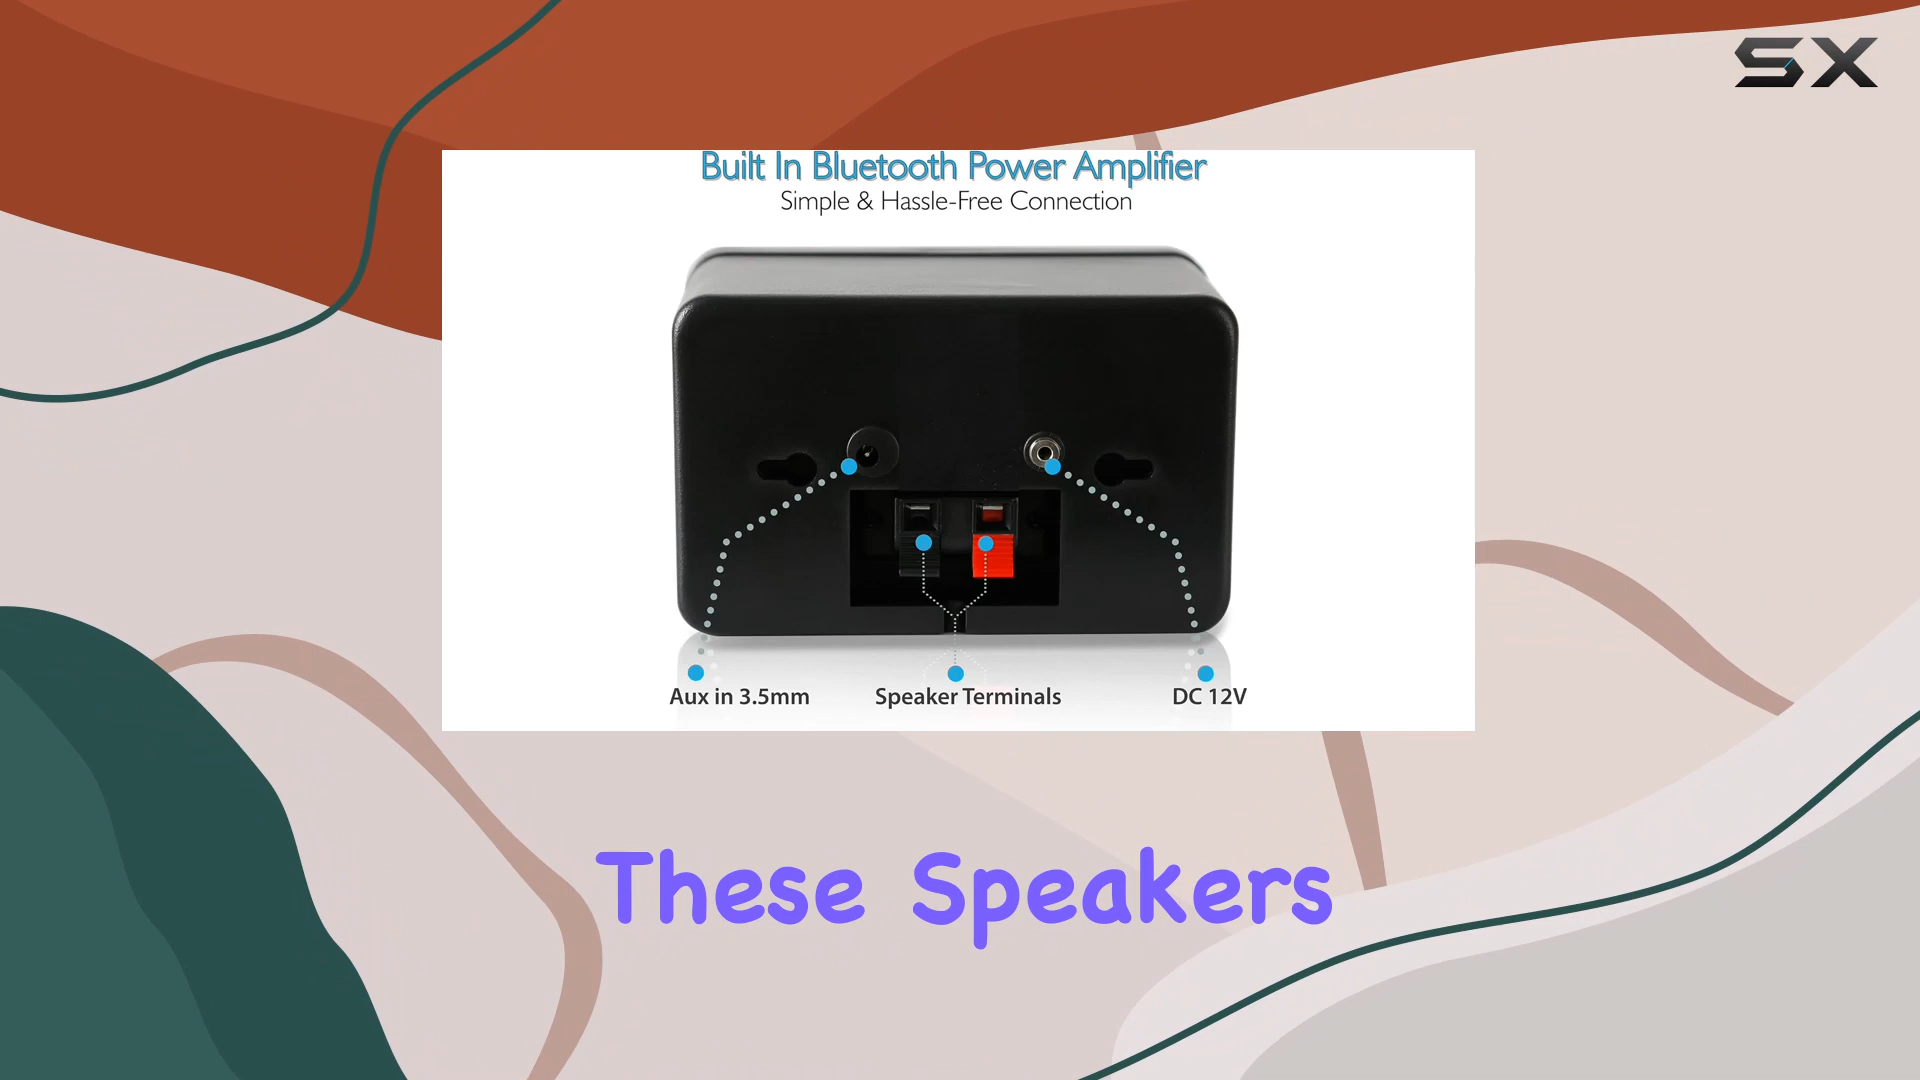 SX
Built In Bluetooth Power Amplifier
Simple & Hassle-Free Connection
Aux in 3.5mm
Speaker Terminals
DC 12V
These Speakers